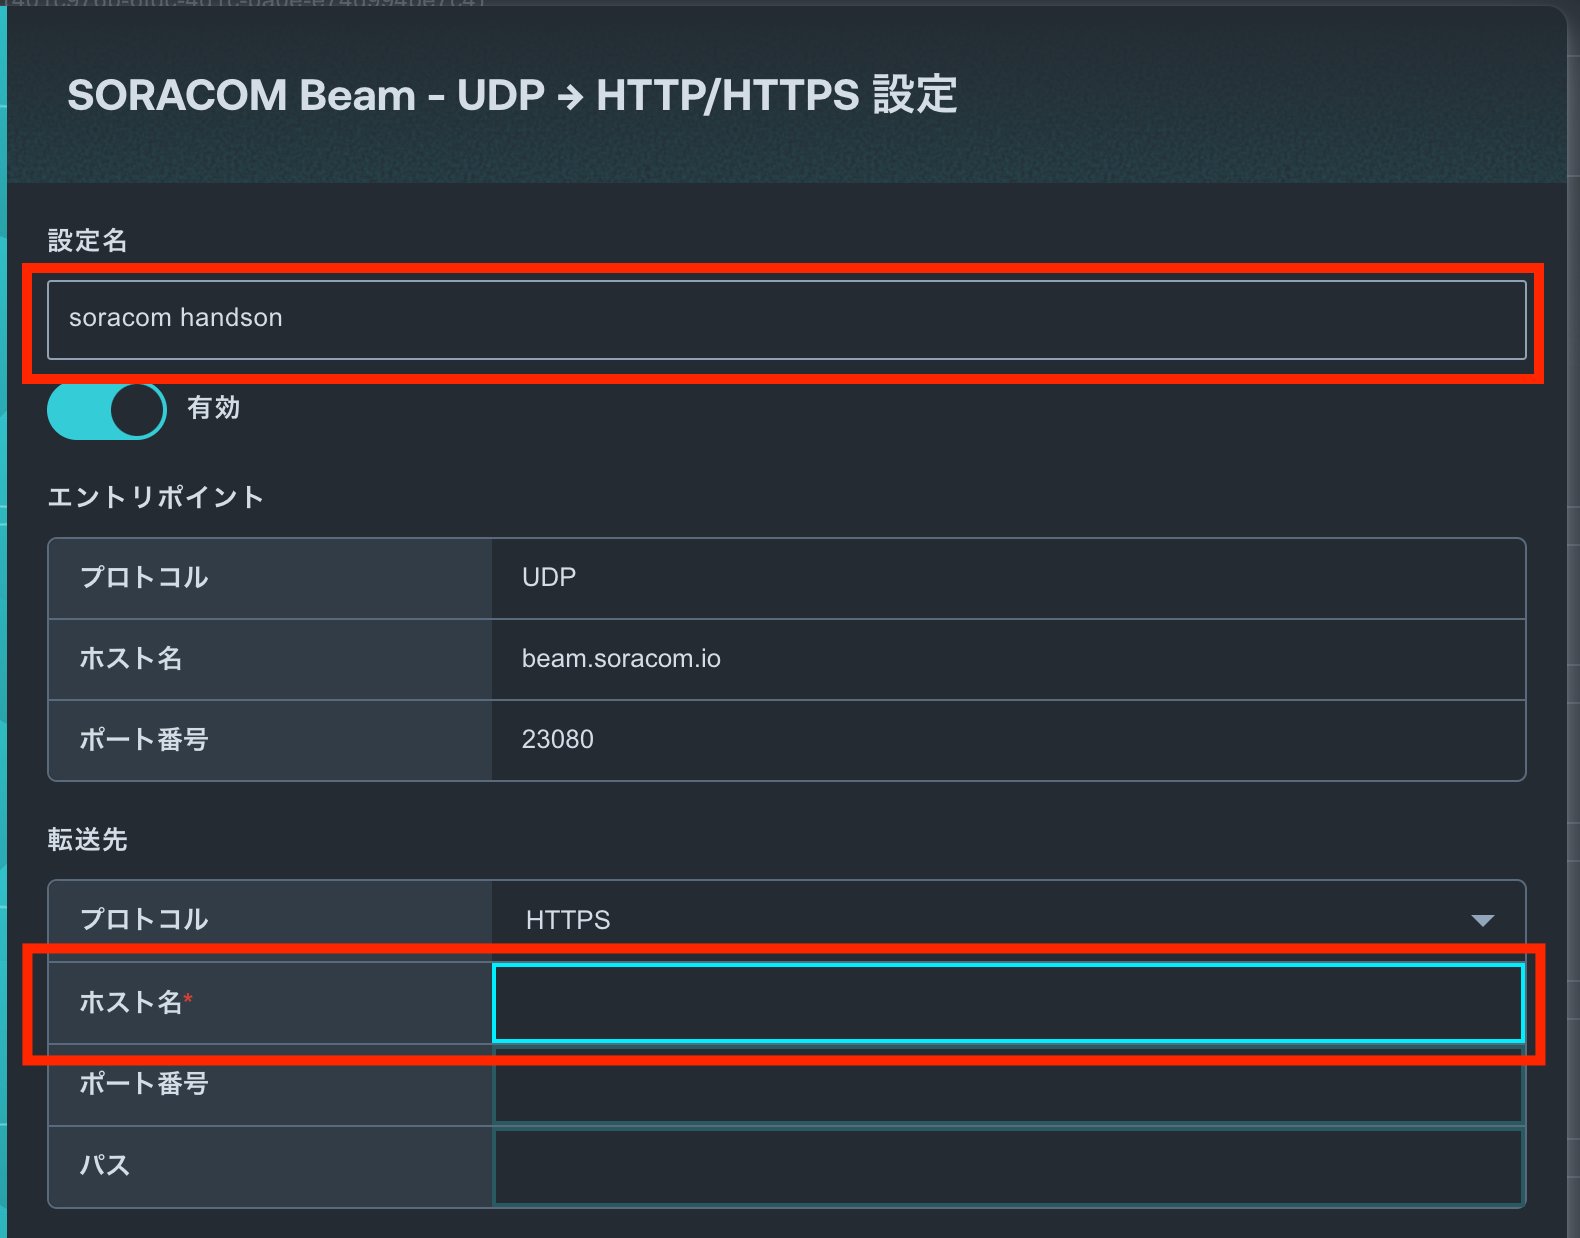 SORACOM Beam - UDP → HTTP/HTTPS 設定
設定名
soracom handson
有効
エントリポイント
プロトコル UDP
ホスト名 beam.soracom.io
ポート番号 23080
転送先
プロトコル HTTPS
ホスト名*
ポート番号
パス